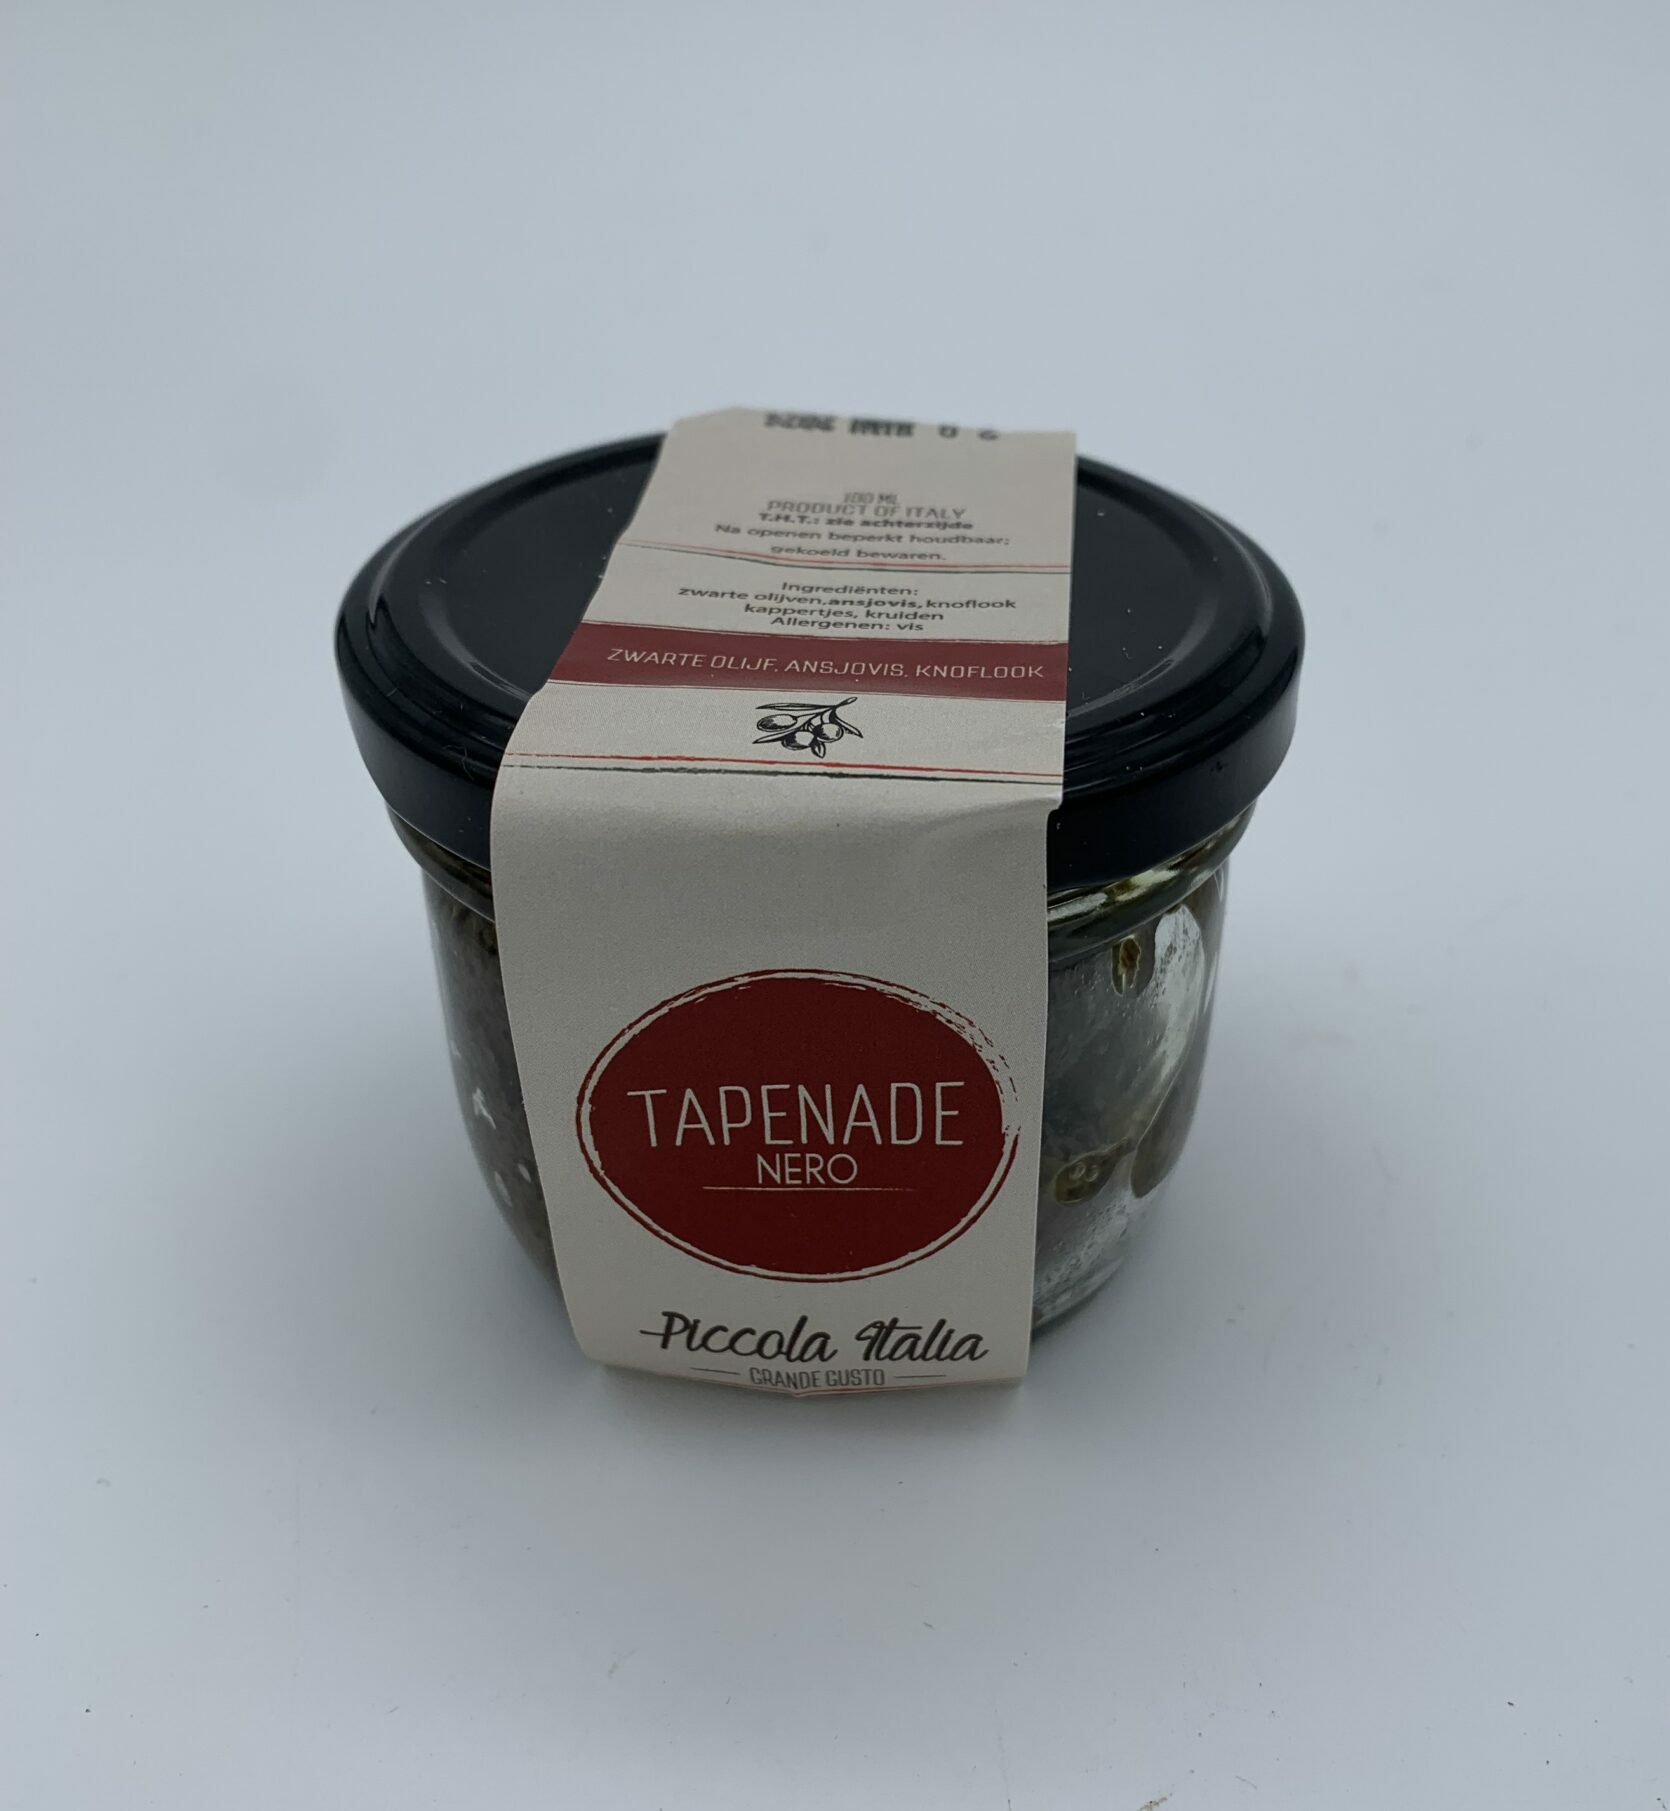 100 ML
PRODUCT OF ITALY
T.H.T.: zie achterzijde
Na openen beperkt houdbaar;
gekoeld bewaren.
Ingrediënten:
zwarte olijven, ansjovis, knoflook
kappertjes, kruiden
Allergenen: vis
ZWARTE OLIJF, ANSJOVIS, KNOFLOOK
TAPENADE
NERO
Piccola Italia
GRANDE GUSTO